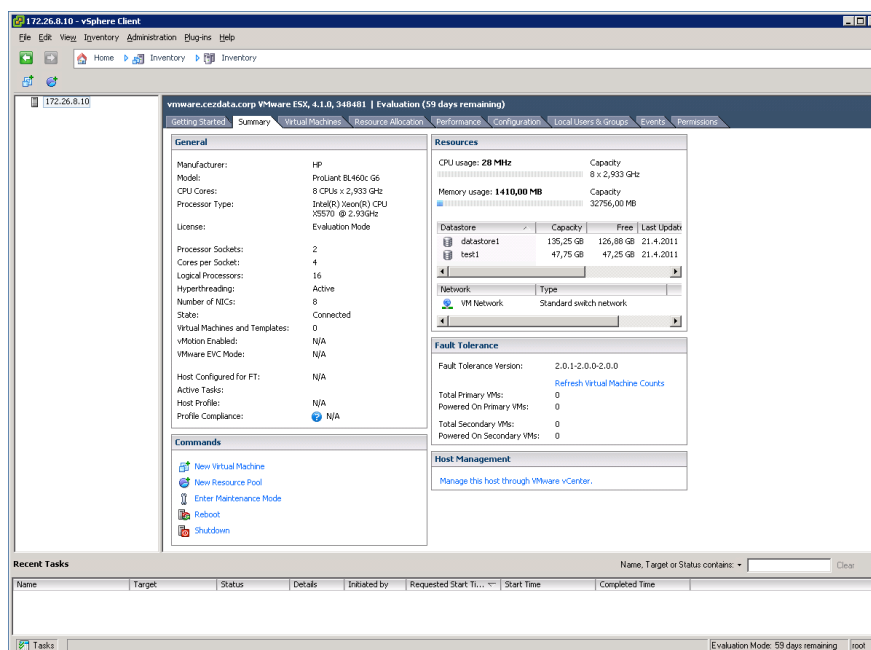 172.26.8.10 - vSphere Client
File Edit View Inventory Administration Plug-ins Help
Home Inventory Inventory
172.26.8.10
vmware.cezdata.corp VMware ESX, 4.1.0, 348481 | Evaluation (59 days remaining)
Getting Started Summary Virtual Machines Resource Allocation Performance Configuration Local Users & Groups Events Permissions
General
Manufacturer: HP
Model: ProLiant BL460c G6
CPU Cores: 8 CPUs x 2,933 GHz
Processor Type: Intel(R) Xeon(R) CPU
X5570 @ 2.93GHz
License: Evaluation Mode
Processor Sockets: 2
Cores per Socket: 4
Logical Processors: 16
Hyperthreading: Active
Number of NICs: 8
State: Connected
Virtual Machines and Templates: 0
vMotion Enabled: N/A
VMware EVC Mode: N/A
Host Configured for FT: N/A
Active Tasks:
Host Profile: N/A
Profile Compliance: N/A
Commands
New Virtual Machine
New Resource Pool
Enter Maintenance Mode
Reboot
Shutdown
Resources
CPU usage: 28 MHz Capacity
8 x 2,933 GHz
Memory usage: 1410,00 MB Capacity
32756,00 MB
Datastore Capacity Free Last Update
datastore1 135,25 GB 126,88 GB 21.4.2011
test1 47,75 GB 47,25 GB 21.4.2011
Network Type
VM Network Standard switch network
Fault Tolerance
Fault Tolerance Version: 2.0.1-2.0.0-2.0.0
Refresh Virtual Machine Counts
Total Primary VMs: 0
Powered On Primary VMs: 0
Total Secondary VMs: 0
Powered On Secondary VMs: 0
Host Management
Manage this host through VMware vCenter.
Recent Tasks
Name, Target or Status contains: Clear
Name Target Status Details Initiated by Requested Start Ti... Start Time Completed Time
Tasks Evaluation Mode: 59 days remaining root